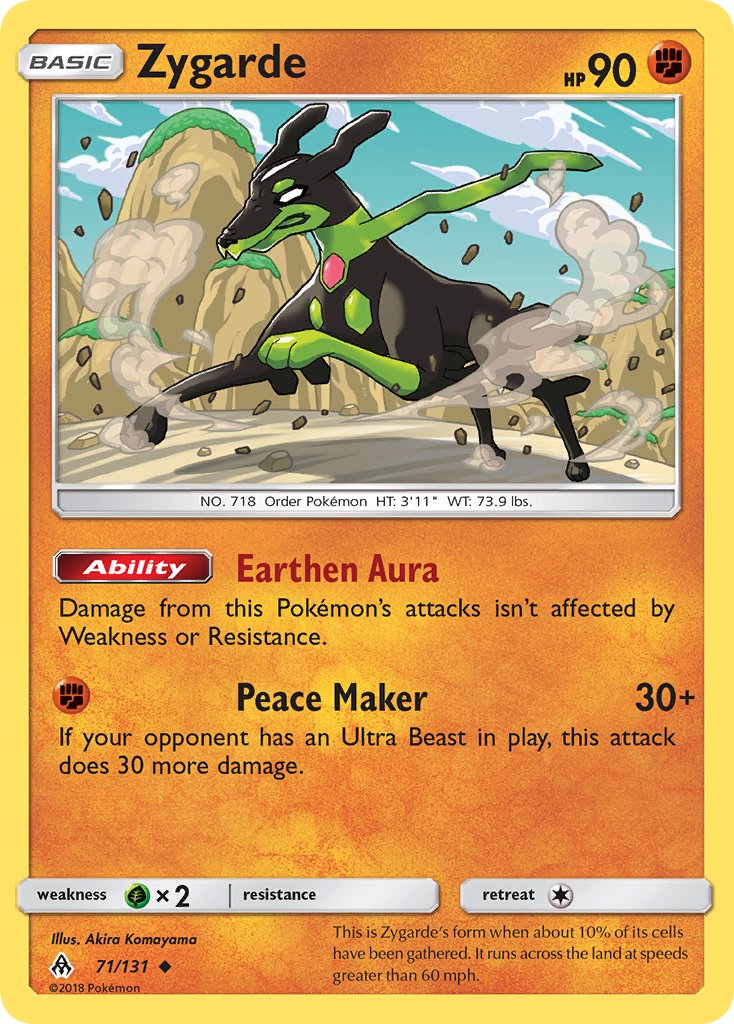 BASIC Zygarde HP 90
NO. 718 Order Pokémon HT: 3'11" WT: 73.9 lbs.
Ability Earthen Aura
Damage from this Pokémon's attacks isn't affected by
Weakness or Resistance.
Peace Maker 30+
If your opponent has an Ultra Beast in play, this attack
does 30 more damage.
weakness ×2 resistance retreat
Illus. Akira Komayama
71/131
©2018 Pokémon
This is Zygarde's form when about 10% of its cells
have been gathered. It runs across the land at speeds
greater than 60 mph.